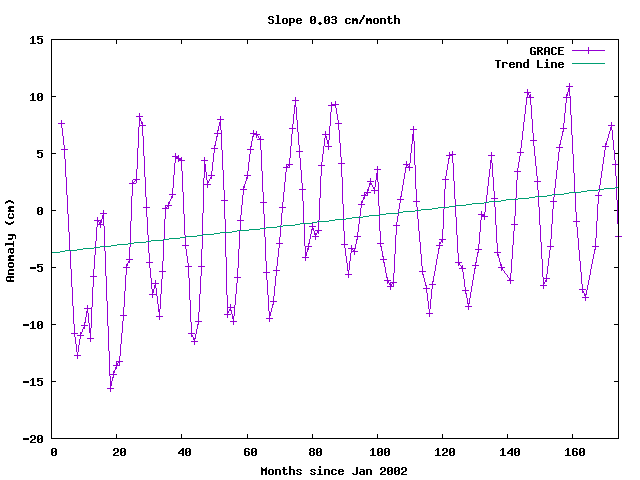 Slope 0.03 cm/month
GRACE
Trend Line
15
10
5
0
-5
-10
-15
-20
Anomaly (cm)
0 20 40 60 80 100 120 140 160
Months since Jan 2002